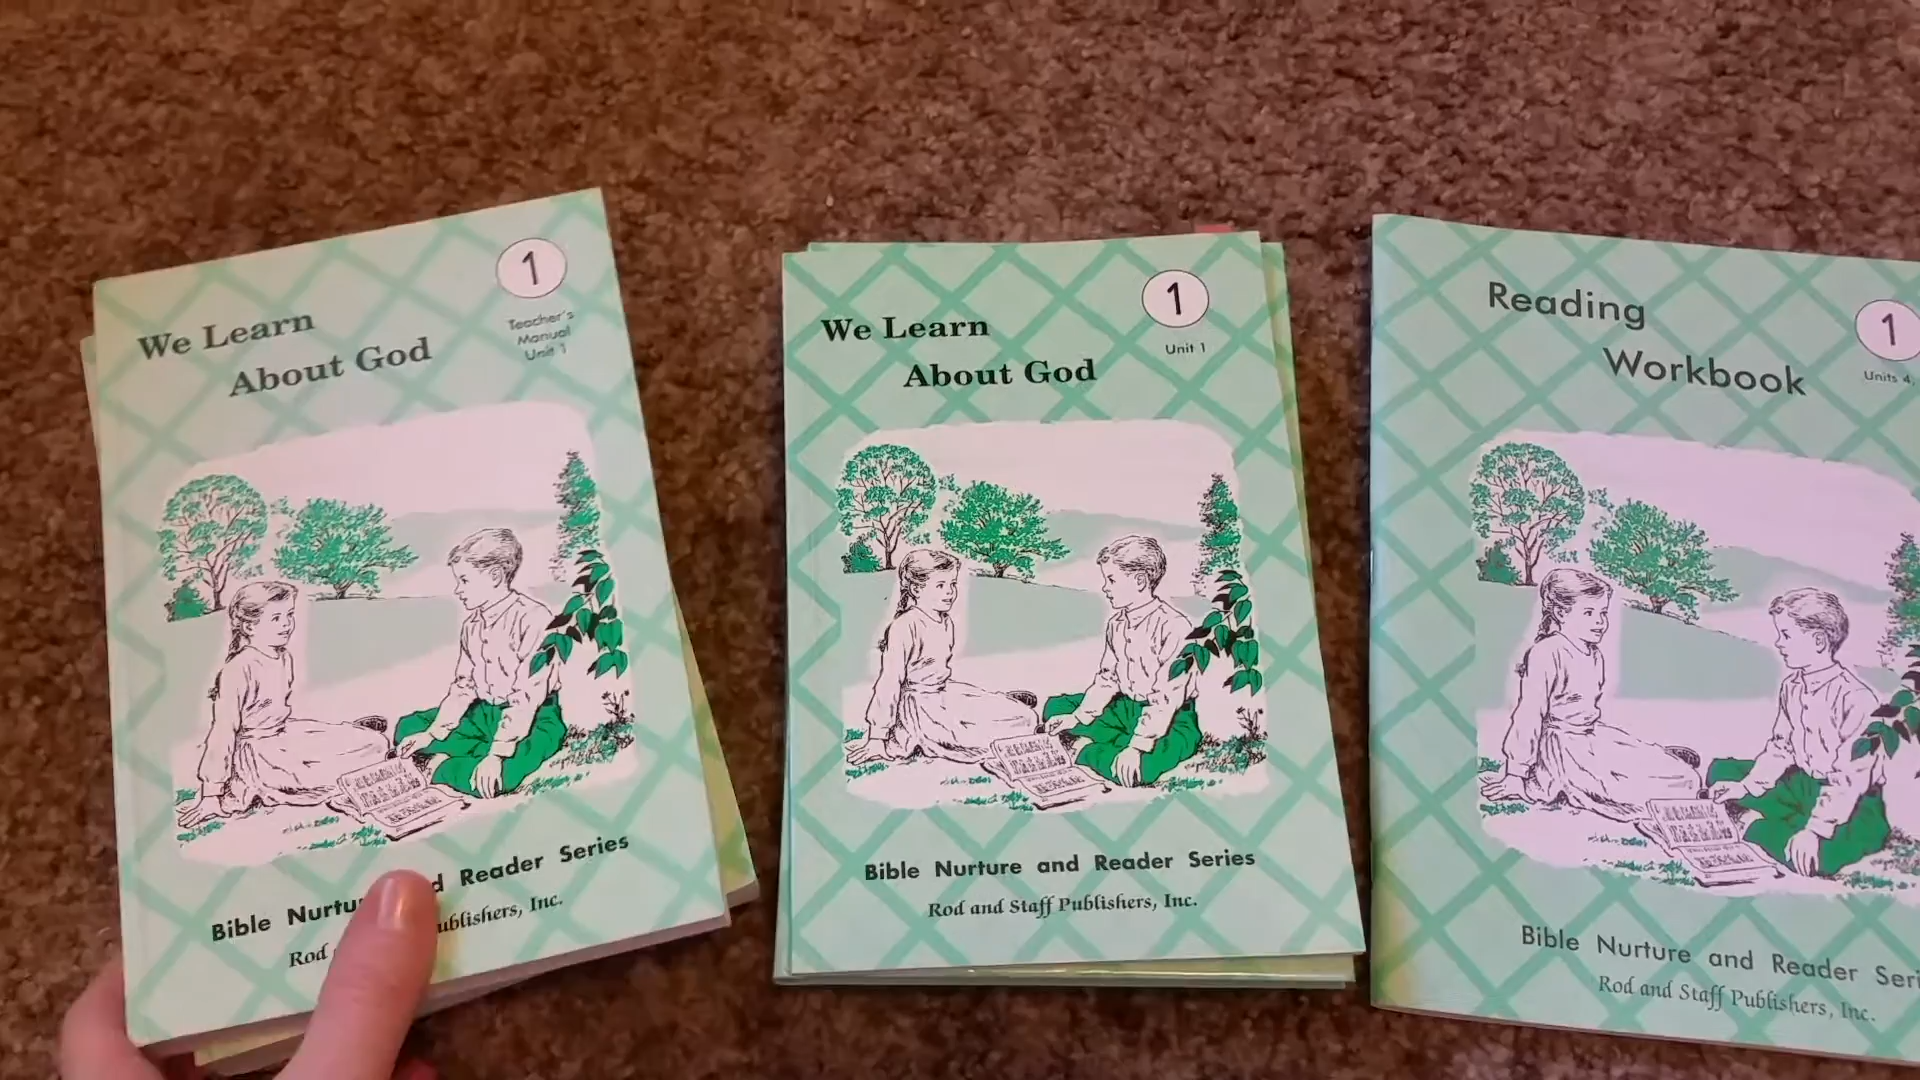 We Learn
About God
1
Teacher's
Manual
Unit 1
Bible Nurtu d Reader Series
Rod ublishers, Inc.
We Learn
About God
1
Unit 1
Bible Nurture and Reader Series
Rod and Staff Publishers, Inc.
Reading
Workbook
1
Units 4,
Bible Nurture and Reader Seri
Rod and Staff Publishers, Inc.